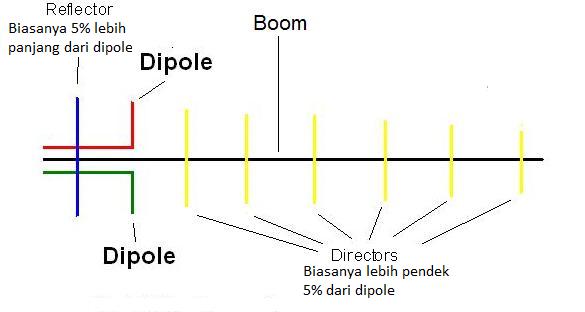 Reflector
Biasanya 5% lebih
panjang dari dipole
Dipole
Boom
Dipole
Directors
Biasanya lebih pendek
5% dari dipole